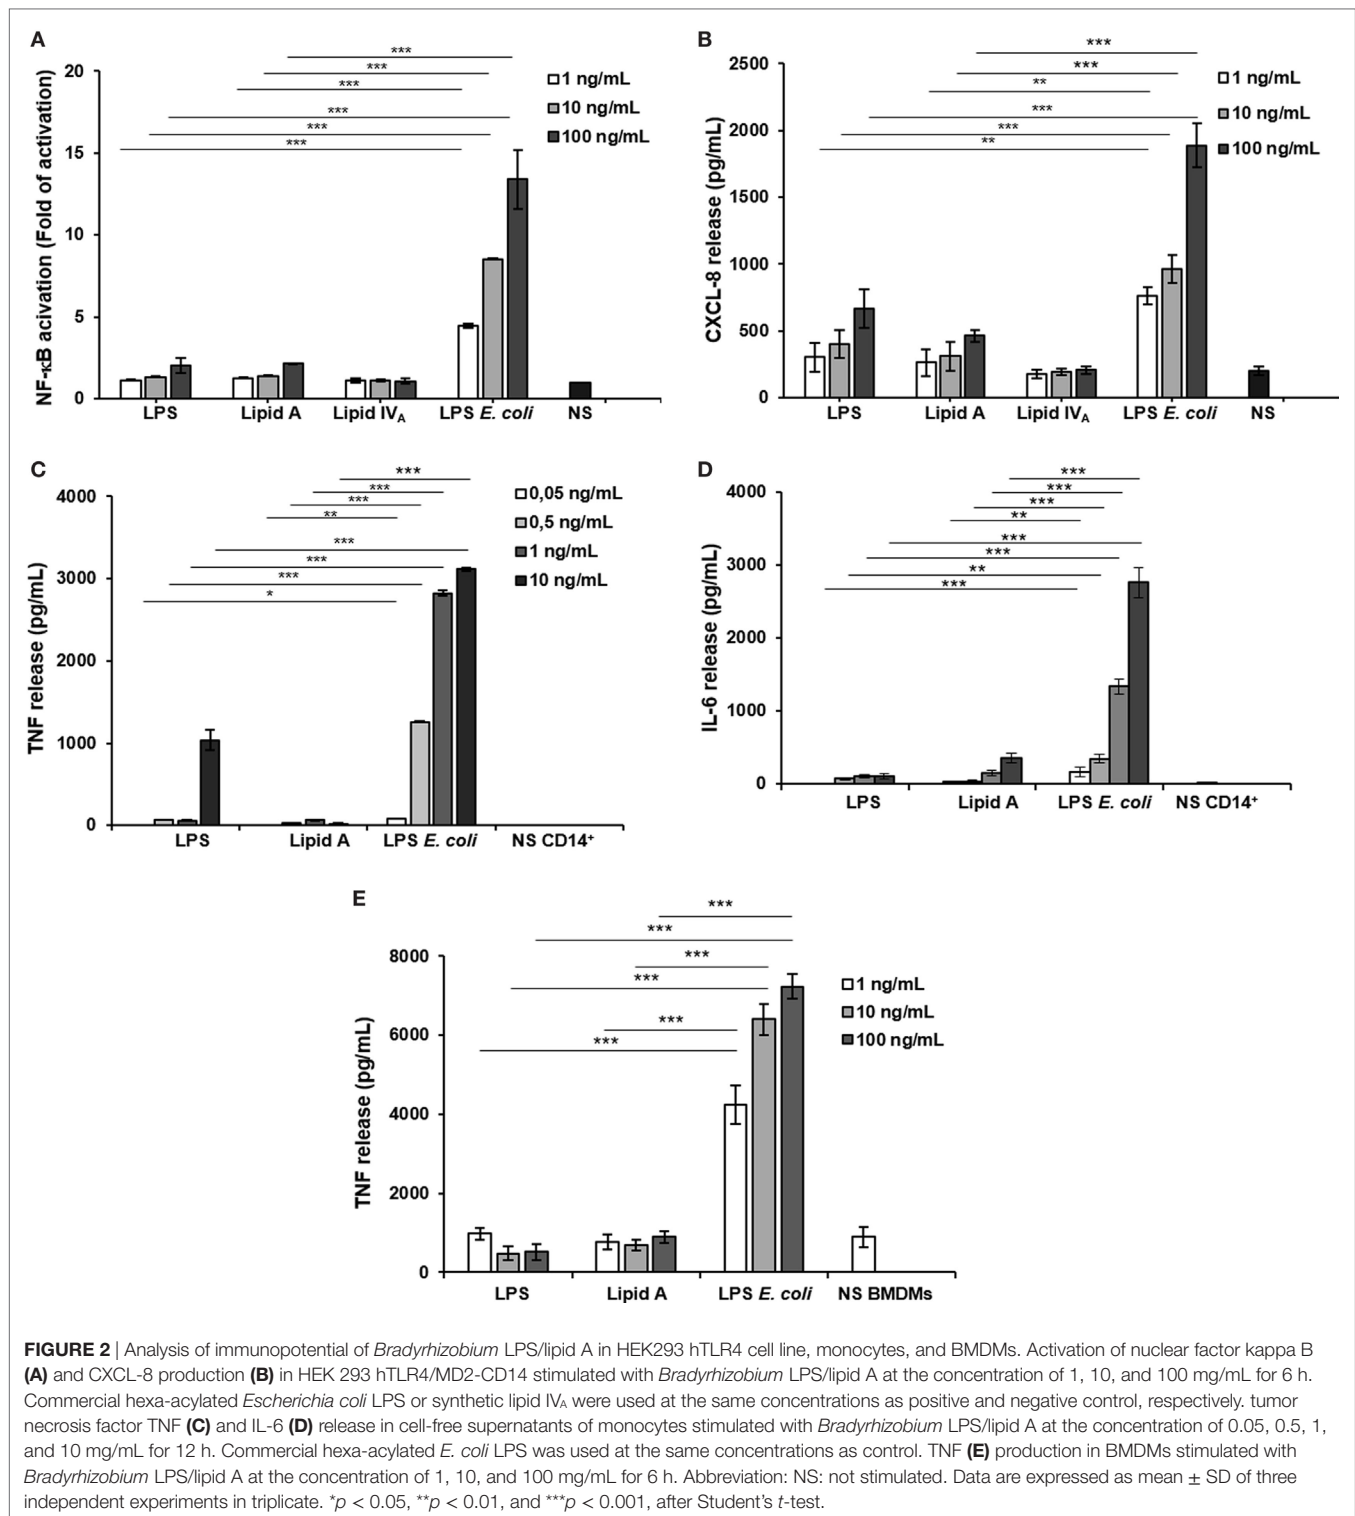 A
NF-κB acivation (Fold of activation)
20
15
10
5
0
***
***
***
***
***
***
1 ng/mL
10 ng/mL
100 ng/mL
LPS
Lipid A
Lipid IVA
LPS E. coli
NS
B
CXCL-8 release (pg/mL)
2500
2000
1500
1000
500
0
***
***
**
***
***
**
1 ng/mL
10 ng/mL
100 ng/mL
LPS
Lipid A
Lipid IVA
LPS E. coli
NS
C
TNF release (pg/mL)
4000
3000
2000
1000
0
***
***
***
**
***
***
***
*
0,05 ng/mL
0,5 ng/mL
1 ng/mL
10 ng/mL
LPS
Lipid A
LPS E. coli
NS CD14+
D
IL-6 release (pg/mL)
4000
3000
2000
1000
0
***
***
***
**
***
***
**
***
LPS
Lipid A
LPS E. coli
NS CD14+
E
TNF release (pg/mL)
8000
6000
4000
2000
0
***
***
***
***
***
***
1 ng/mL
10 ng/mL
100 ng/mL
LPS
Lipid A
LPS E. coli
NS BMDMs
FIGURE 2 | Analysis of immunopotential of Bradyrhizobium LPS/lipid A in HEK293 hTLR4 cell line, monocytes, and BMDMs. Activation of nuclear factor kappa B
(A) and CXCL-8 production (B) in HEK 293 hTLR4/MD2-CD14 stimulated with Bradyrhizobium LPS/lipid A at the concentration of 1, 10, and 100 mg/mL for 6 h.
Commercial hexa-acylated Escherichia coli LPS or synthetic lipid IVA were used at the same concentrations as positive and negative control, respectively. tumor
necrosis factor TNF (C) and IL-6 (D) release in cell-free supernatants of monocytes stimulated with Bradyrhizobium LPS/lipid A at the concentration of 0.05, 0.5, 1,
and 10 mg/mL for 12 h. Commercial hexa-acylated E. coli LPS was used at the same concentrations as control. TNF (E) production in BMDMs stimulated with
Bradyrhizobium LPS/lipid A at the concentration of 1, 10, and 100 mg/mL for 6 h. Abbreviation: NS: not stimulated. Data are expressed as mean ± SD of three
independent experiments in triplicate. *p < 0.05, **p < 0.01, and ***p < 0.001, after Student's t-test.